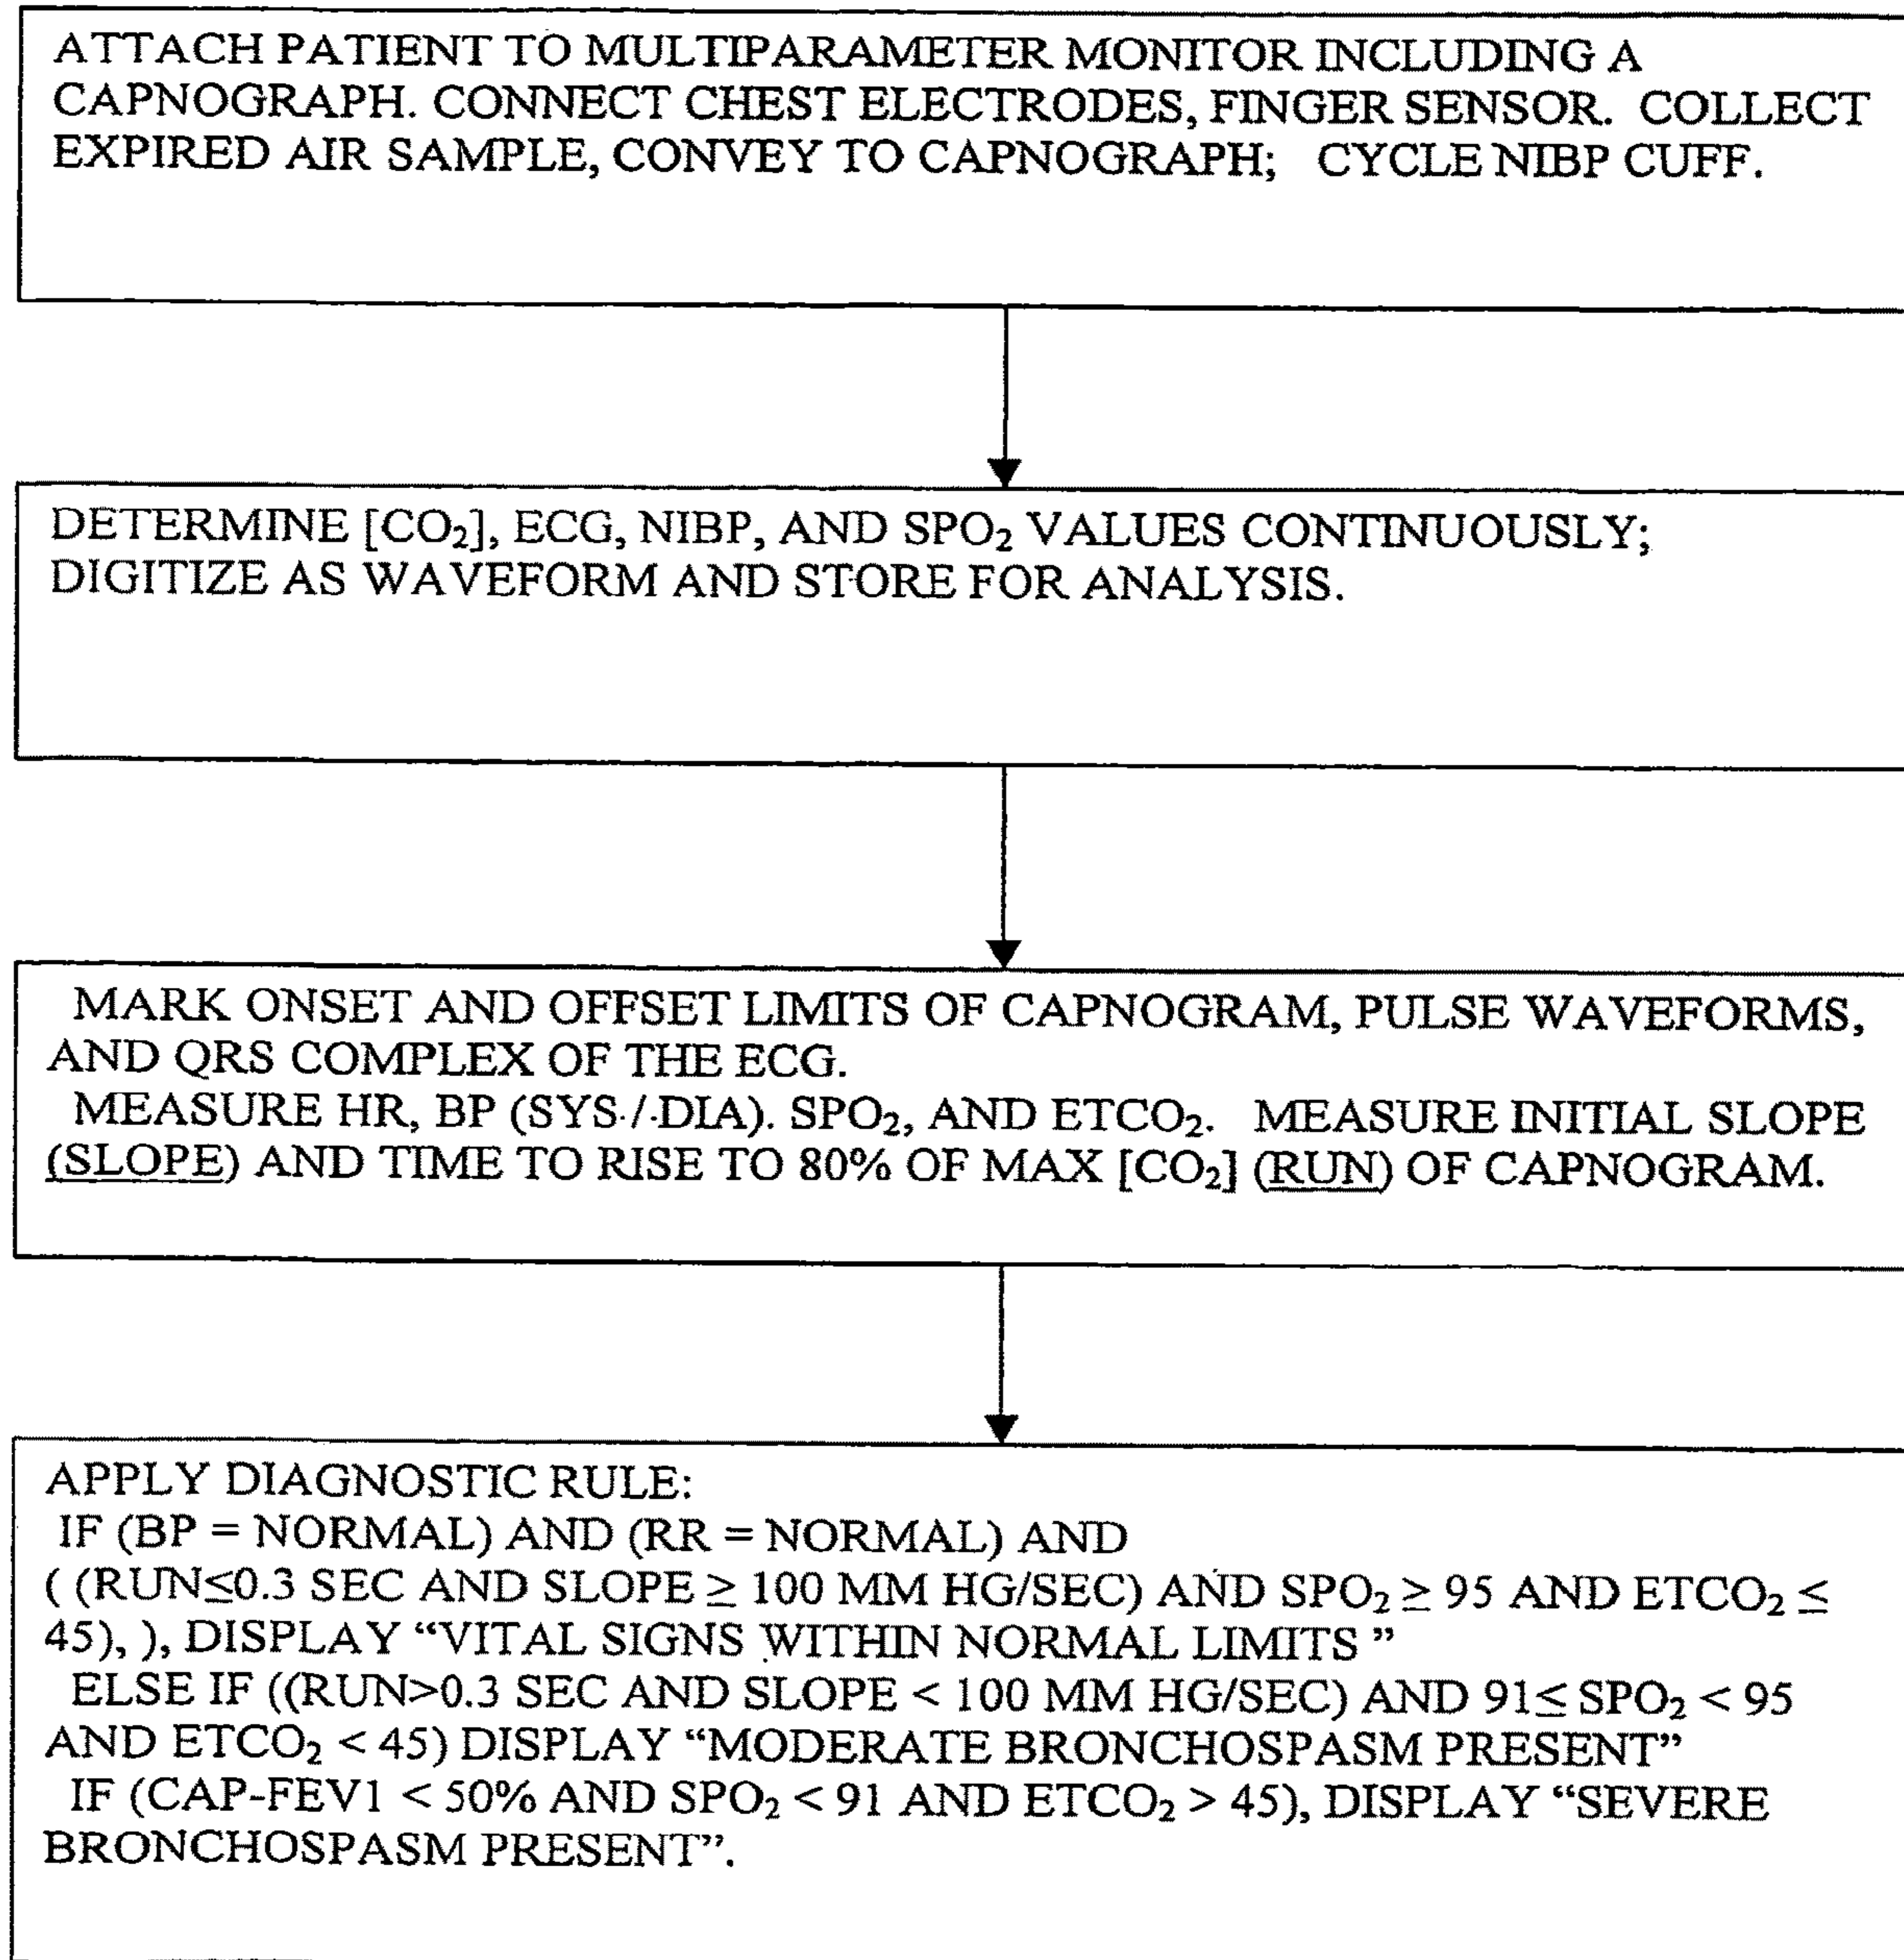 ATTACH PATIENT TO MULTIPARAMETER MONITOR INCLUDING A
CAPNOGRAPH. CONNECT CHEST ELECTRODES, FINGER SENSOR. COLLECT
EXPIRED AIR SAMPLE, CONVEY TO CAPNOGRAPH; CYCLE NIBP CUFF.
DETERMINE [CO₂], ECG, NIBP, AND SPO₂ VALUES CONTINUOUSLY;
DIGITIZE AS WAVEFORM AND STORE FOR ANALYSIS.
MARK ONSET AND OFFSET LIMITS OF CAPNOGRAM, PULSE WAVEFORMS,
AND QRS COMPLEX OF THE ECG.
MEASURE HR, BP (SYS / DIA). SPO₂, AND ETCO₂. MEASURE INITIAL SLOPE
(SLOPE) AND TIME TO RISE TO 80% OF MAX [CO₂] (RUN) OF CAPNOGRAM.
APPLY DIAGNOSTIC RULE:
IF (BP = NORMAL) AND (RR = NORMAL) AND
( (RUN≤0.3 SEC AND SLOPE ≥ 100 MM HG/SEC) AND SPO₂ ≥ 95 AND ETCO₂ ≤
45), ), DISPLAY “VITAL SIGNS WITHIN NORMAL LIMITS ”
ELSE IF ((RUN>0.3 SEC AND SLOPE < 100 MM HG/SEC) AND 91≤ SPO₂ < 95
AND ETCO₂ < 45) DISPLAY “MODERATE BRONCHOSPASM PRESENT”
IF (CAP-FEV1 < 50% AND SPO₂ < 91 AND ETCO₂ > 45), DISPLAY “SEVERE
BRONCHOSPASM PRESENT”.